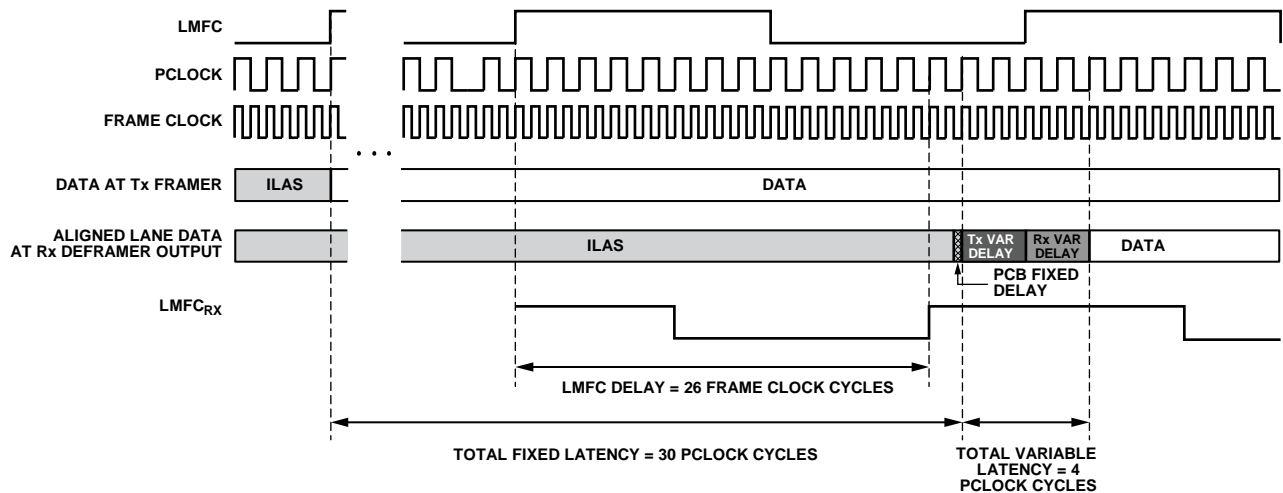 LMFC
PCLOCK
FRAME CLOCK
DATA AT Tx FRAMER
ILAS
DATA
ALIGNED LANE DATA
AT Rx DEFRAMER OUTPUT
ILAS
Tx VAR
DELAY
Rx VAR
DELAY
DATA
PCB FIXED
DELAY
LMFCRX
LMFC DELAY = 26 FRAME CLOCK CYCLES
TOTAL FIXED LATENCY = 30 PCLOCK CYCLES
TOTAL VARIABLE
LATENCY = 4
PCLOCK CYCLES